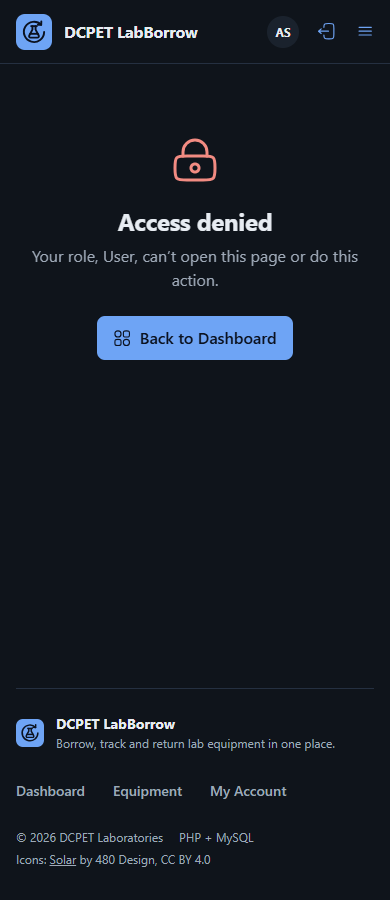 DCPET LabBorrow
AS
Access denied
Your role, User, can't open this page or do this
action.
Back to Dashboard
DCPET LabBorrow
Borrow, track and return lab equipment in one place.
Dashboard Equipment My Account
© 2026 DCPET Laboratories PHP + MySQL
Icons: Solar by 480 Design, CC BY 4.0